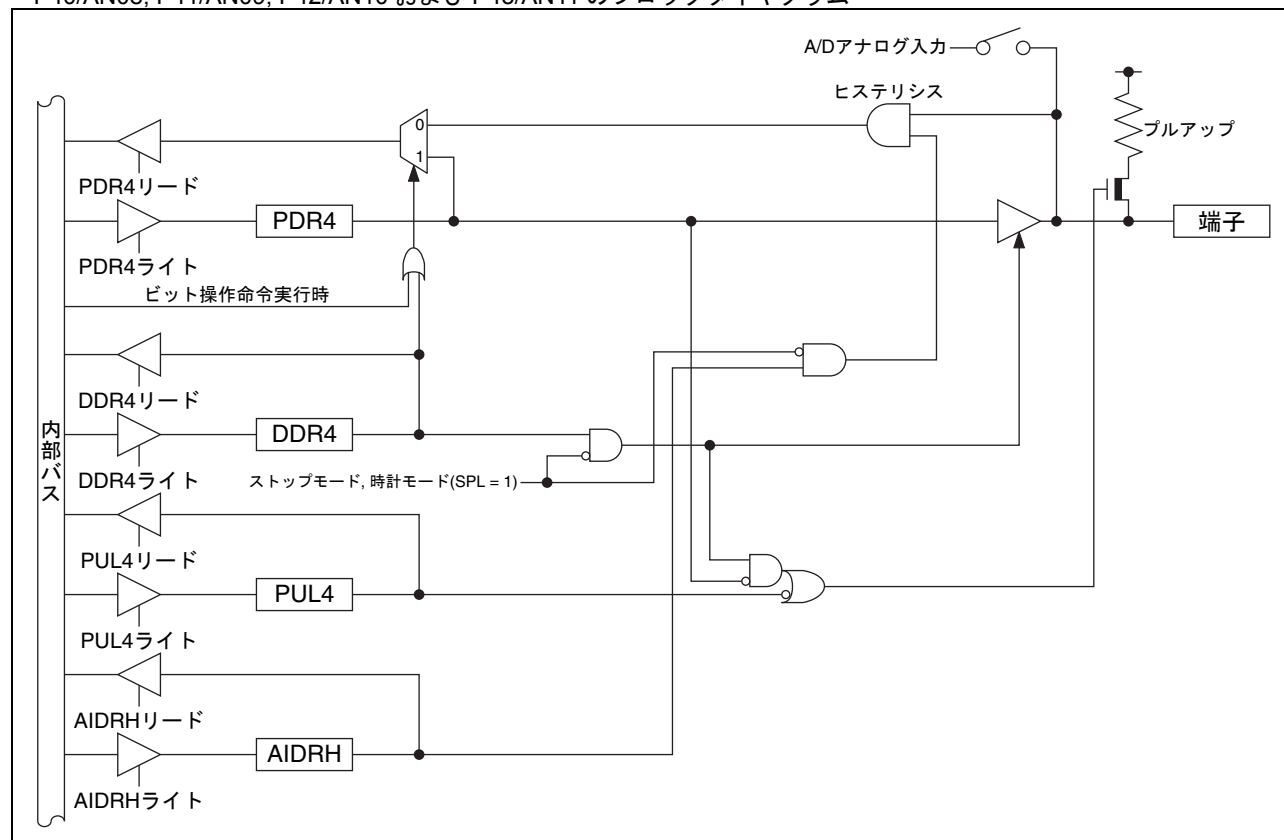 A/Dアナログ入力
ヒステリシス
プルアップ
0
1
PDR4リード
PDR4
端子
PDR4ライト
ビット操作命令実行時
DDR4リード
DDR4
DDR4ライト
ストップモード, 時計モード(SPL = 1)
内部バス
PUL4リード
PUL4
PUL4ライト
AIDRHリード
AIDRH
AIDRHライト